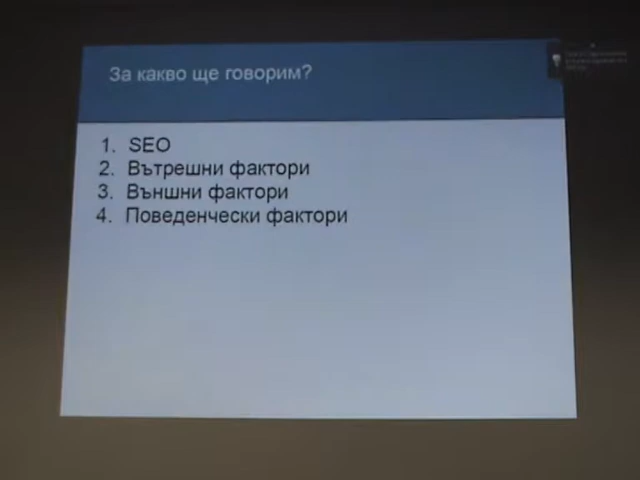 За какво ще говорим?
1. SEO
2. Вътрешни фактори
3. Външни фактори
4. Поведенчески фактори